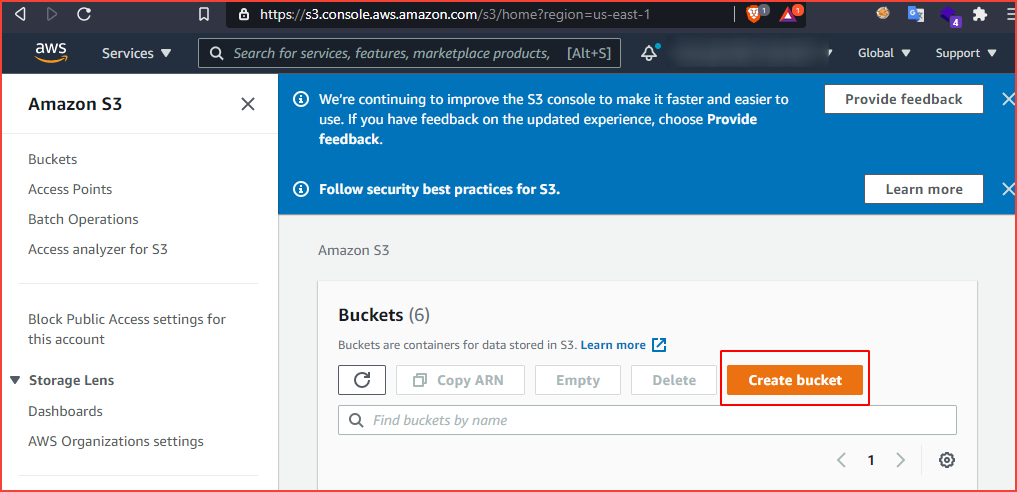 https://s3.console.aws.amazon.com/s3/home?region=us-east-1
1
1
4
aws
Services
Search for services, features, marketplace products,
[Alt+S]
Global
Support
Amazon S3
Buckets
Access Points
Batch Operations
Access analyzer for S3
Block Public Access settings for
this account
Storage Lens
Dashboards
AWS Organizations settings
We're continuing to improve the S3 console to make it faster and easier to
use. If you have feedback on the updated experience, choose Provide
feedback.
Provide feedback
Follow security best practices for S3.
Learn more
Amazon S3
Buckets (6)
Buckets are containers for data stored in S3. Learn more
Copy ARN
Empty
Delete
Create bucket
Find buckets by name
1